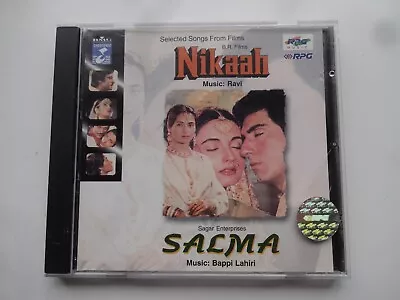 Selected Songs From Films
B.R. Films
Nikaah
Music: Ravi
RPG
Sagar Enterprises
SALMA
Music: Bappi Lahiri